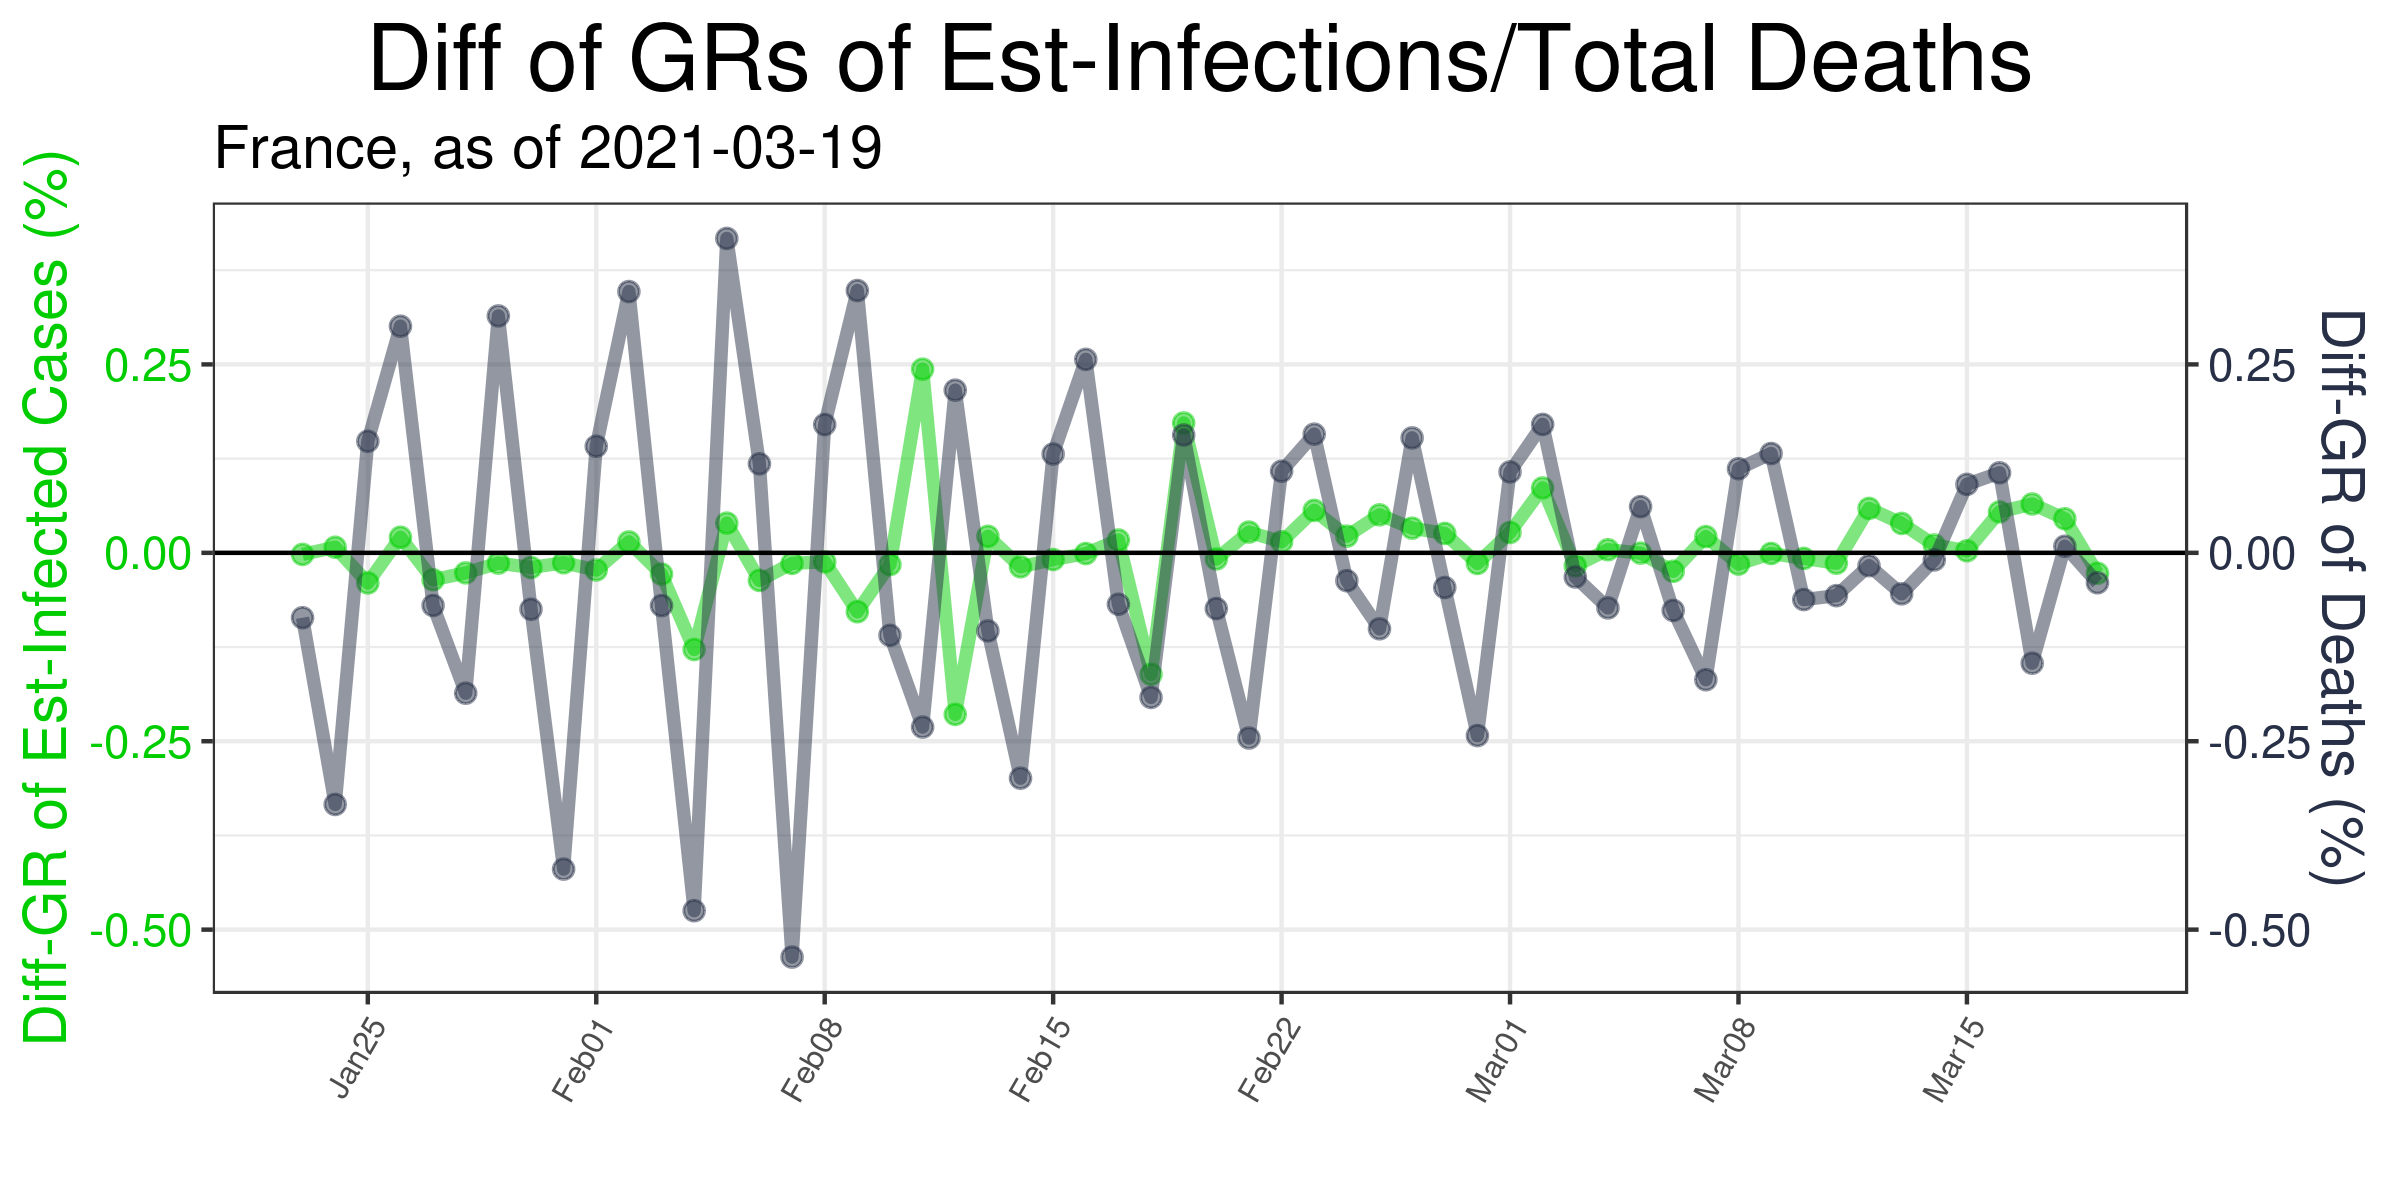 Diff of GRs of Est-Infections/Total Deaths
France, as of 2021-03-19
Diff-GR of Est-Infected Cases (%)
0.25
0.00
-0.25
-0.50
0.25
0.00
-0.25
-0.50
Diff-GR of Deaths (%)
Jan25
Feb01
Feb08
Feb15
Feb22
Mar01
Mar08
Mar15